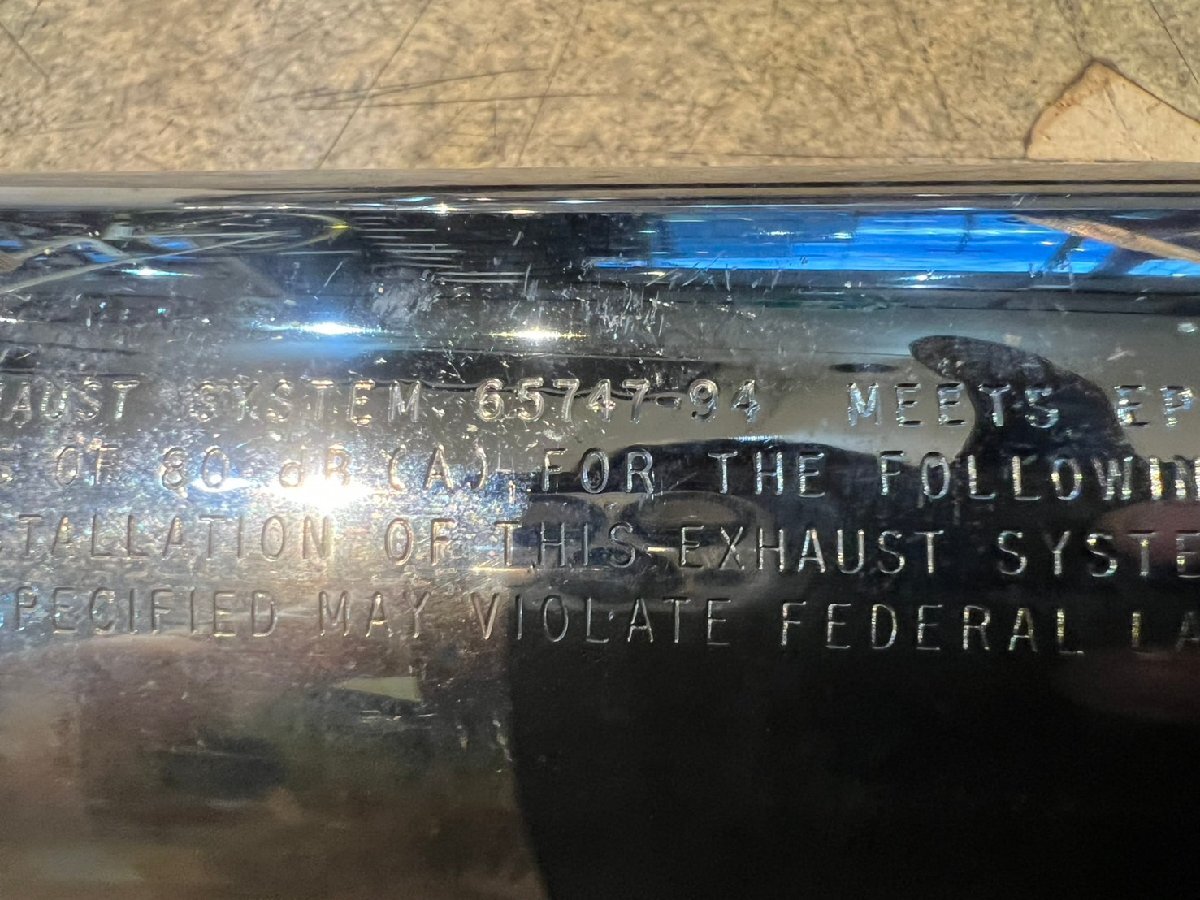 HAUST SYSTEM 65747-94 MEETS EP
OF 80 dB(A) FOR THE FOLLOWIN
TALLATION OF THIS EXHAUST SYSTE
PECIFIED MAY VIOLATE FEDERAL LA